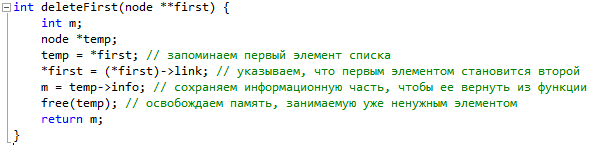 int deleteFirst(node **first) {
    int m;
    node *temp;
    temp = *first; // запоминаем первый элемент списка
    *first = (*first)->link; // указываем, что первым элементом становится второй
    m = temp->info; // сохраняем информационную часть, чтобы ее вернуть из функции
    free(temp); // освобождаем память, занимаемую уже ненужным элементом
    return m;
}